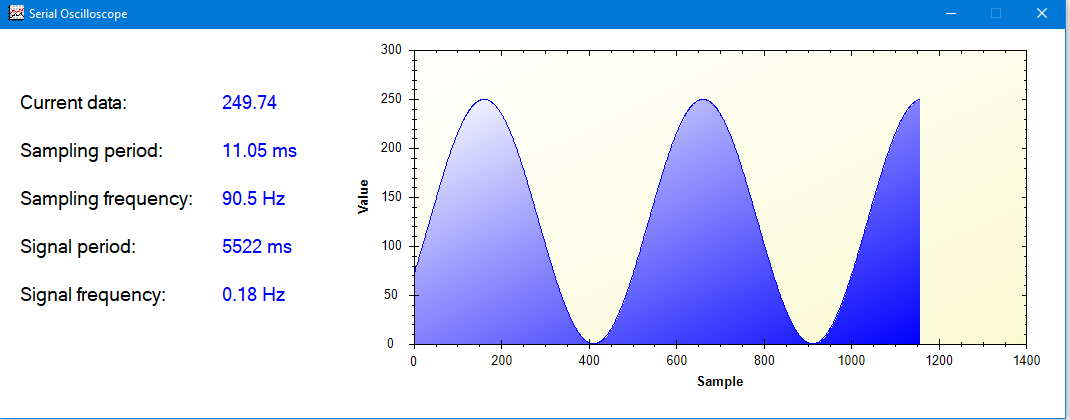 Serial Oscilloscope
Current data: 249.74
Sampling period: 11.05 ms
Sampling frequency: 90.5 Hz
Signal period: 5522 ms
Signal frequency: 0.18 Hz
300
250
200
150
100
50
0
Value
0 200 400 600 800 1000 1200 1400
Sample